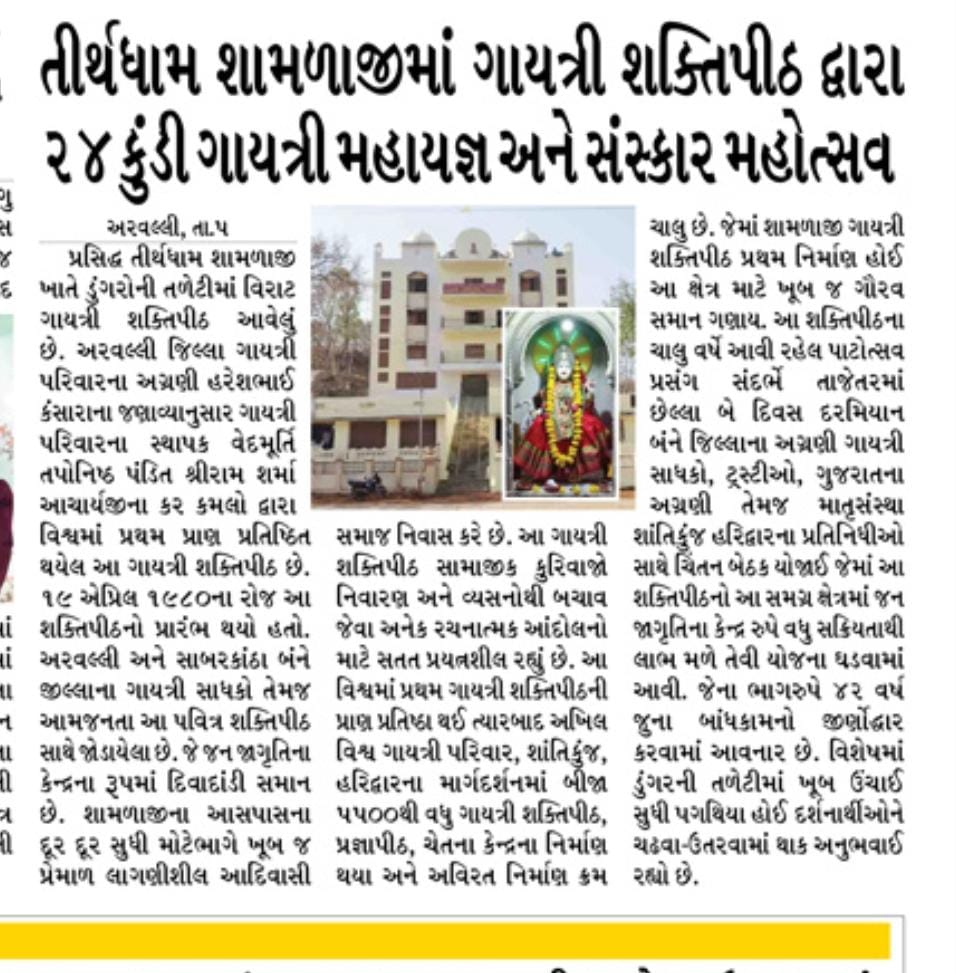 તીર્થધામ શામળાજીમાં ગાયત્રી શક્તિપીઠ દ્વારા
૨૪ કુંડી ગાયત્રી મહાયજ્ઞ અને સંસ્કાર મહોત્સવ
અરવલ્લી, તા.૫
પ્રસિદ્ધ તીર્થધામ શામળાજી
ખાતે ડુંગરોની તળેટીમાં વિરાટ
ગાયત્રી શક્તિપીઠ આવેલું
છે. અરવલ્લી જિલ્લા ગાયત્રી
પરિવારના અગ્રણી હરેશભાઈ
કંસારાના જણાવ્યાનુસાર ગાયત્રી
પરિવારના સ્થાપક વેદમૂર્તિ
તપોનિષ્ઠ પંડિત શ્રીરામ શર્મા
આચાર્યજીના કર કમલો દ્વારા
વિશ્વમાં પ્રથમ પ્રાણ પ્રતિષ્ઠિત
થયેલ આ ગાયત્રી શક્તિપીઠ છે.
૧૯ એપ્રિલ ૧૯૮૦ના રોજ આ
શક્તિપીઠનો પ્રારંભ થયો હતો.
અરવલ્લી અને સાબરકાંઠા બંને
જીલ્લાના ગાયત્રી સાધકો તેમજ
આમજનતા આ પવિત્ર શક્તિપીઠ
સાથે જોડાયેલા છે. જે જન જાગૃતિના
કેન્દ્રના રૂપમાં દિવાદાંડી સમાન
છે. શામળાજીના આસપાસના
દૂર દૂર સુધી મોટેભાગે ખૂબ જ
પ્રેમાળ લાગણીશીલ આદિવાસી
સમાજ નિવાસ કરે છે. આ ગાયત્રી
શક્તિપીઠ સામાજીક કુરિવાજો
નિવારણ અને વ્યસનોથી બચાવ
જેવા અનેક રચનાત્મક આંદોલનો
માટે સતત પ્રયત્નશીલ રહ્યું છે. આ
વિશ્વમાં પ્રથમ ગાયત્રી શક્તિપીઠની
પ્રાણ પ્રતિષ્ઠા થઈ ત્યારબાદ અખિલ
વિશ્વ ગાયત્રી પરિવાર, શાંતિકુંજ,
હરિદ્વારના માર્ગદર્શનમાં બીજા
૫૫૦૦થી વધુ ગાયત્રી શક્તિપીઠ,
પ્રજ્ઞાપીઠ, ચેતના કેન્દ્રના નિર્માણ
થયા અને અવિરત નિર્માણ ક્રમ
ચાલુ છે. જેમાં શામળાજી ગાયત્રી
શક્તિપીઠ પ્રથમ નિર્માણ હોઈ
આ ક્ષેત્ર માટે ખૂબ જ ગૌરવ
સમાન ગણાય. આ શક્તિપીઠના
ચાલુ વર્ષે આવી રહેલ પાટોત્સવ
પ્રસંગ સંદર્ભે તાજેતરમાં
છેલ્લા બે દિવસ દરમિયાન
બંને જિલ્લાના અગ્રણી ગાયત્રી
સાધકો, ટ્રસ્ટીઓ, ગુજરાતના
અગ્રણી તેમજ માતૃસંસ્થા
શાંતિકુંજ હરિદ્વારના પ્રતિનિધીઓ
સાથે ચિંતન બેઠક યોજાઈ જેમાં આ
શક્તિપીઠનો આ સમગ્ર ક્ષેત્રમાં જન
જાગૃતિના કેન્દ્ર રુપે વધુ સક્રિયતાથી
લાભ મળે તેવી યોજના ઘડવામાં
આવી. જેના ભાગરુપે ૪૨ વર્ષ
જુના બાંધકામનો જીર્ણોદ્વાર
કરવામાં આવનાર છે. વિશેષમાં
ડુંગરની તળેટીમાં ખૂબ ઉંચાઈ
સુધી પગથિયા હોઈ દર્શનાર્થીઓને
ચઢવા-ઉતરવામાં થાક અનુભવાઈ
રહ્યો છે.